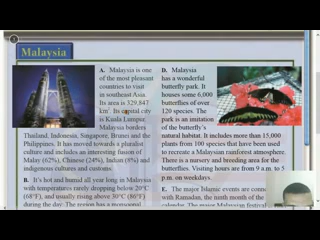 Malaysia
A. Malaysia is one
of the most pleasant
countries to visit
in southeast Asia.
Its area is 329.847
km². Its capital city
is Kuala Lumpur.
Malaysia borders
Thailand, Indonesia, Singapore, Brunei and the
Philippines. It has moved towards a pluralist
culture and includes an interesting fusion of
Malay (62%), Chinese (24%), Indian (8%) and
indigenous cultures and customs.
B. It's hot and humid all year long in Malaysia
with temperatures rarely dropping below 20°C
(68°F), and usually rising above 30°C (86°F)
during the day. The region has a monsoonal
D. Malaysia
has a wonderful
butterfly park. It
houses some 6,000
butterflies of over
120 species. The
park is an imitation
of the butterfly's
natural habitat. It includes more than 15,000
plants from 100 species that have been used
to recreate a Malaysian rainforest atmosphere.
There is a nursery and breeding area for the
butterflies. Visiting hours are from 9 a.m. to 5
p.m. on weekdays.
E. The major Islamic events are
with Ramadan, the ninth month of the
The major Malaysian festival